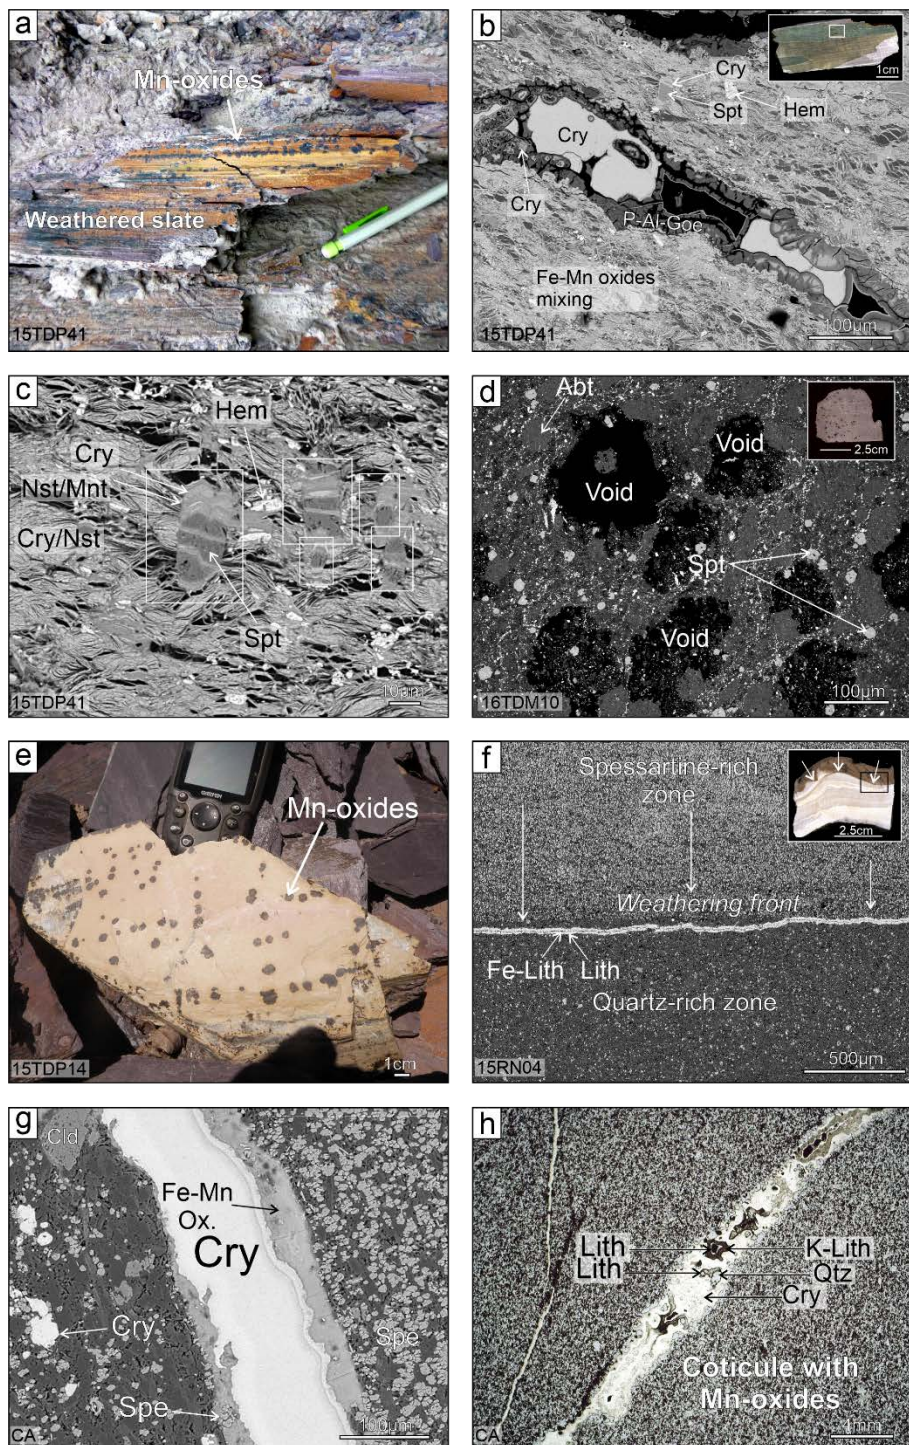 a
Mn-oxides
Weathered slate
15TDP41
b
1cm
Cry
Spt
Hem
Cry
Cry
P-Al-Goe
Fe-Mn oxides
mixing
15TDP41
100µm
c
Hem
Cry
Nst/Mnt
Cry/Nst
Spt
15TDP41
10µm
d
Abt
Void
Void
2.5cm
Spt
Void
16TDM10
100µm
e
GARMIN
Mn-oxides
15TDP14
1cm
f
Spessartine-rich
zone
2.5cm
Weathering front
Fe-Lith
Lith
Quartz-rich zone
15RN04
500µm
g
Cld
Fe-Mn
Ox.
Cry
Cry
Spe
Spe
CA
100µm
h
Lith
K-Lith
Lith
Qtz
Cry
Coticule with
Mn-oxides
CA
1mm